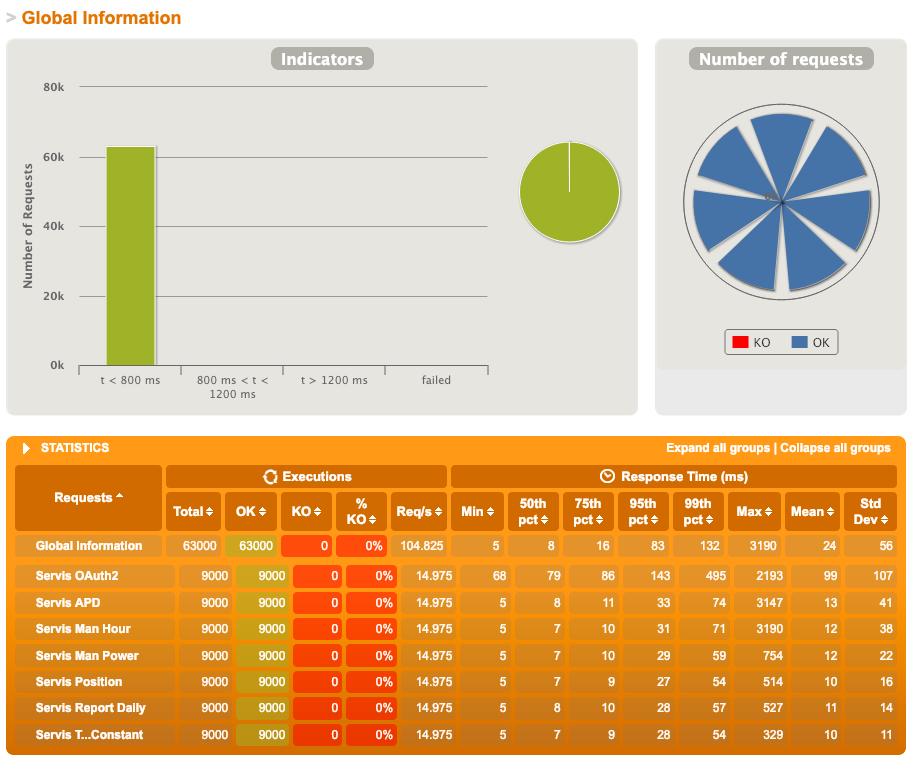 > Global Information
Indicators
Number of requests
80k
60k
40k
20k
0k
Number of Requests
t < 800 ms
800 ms < t <
1200 ms
t > 1200 ms
failed
KO OK
STATISTICS
Expand all groups | Collapse all groups
Requests
Executions
Response Time (ms)
Total OK KO % KO Req/s Min 50th pct 75th pct 95th pct 99th pct Max Mean Std Dev
Global Information 63000 63000 0 0% 104.825 5 8 16 83 132 3190 24 56
Servis OAuth2 9000 9000 0 0% 14.975 68 79 86 143 495 2193 99 107
Servis APD 9000 9000 0 0% 14.975 5 8 11 33 74 3147 13 41
Servis Man Hour 9000 9000 0 0% 14.975 5 7 10 31 71 3190 12 38
Servis Man Power 9000 9000 0 0% 14.975 5 7 10 29 59 754 12 22
Servis Position 9000 9000 0 0% 14.975 5 7 9 27 54 514 10 16
Servis Report Daily 9000 9000 0 0% 14.975 5 8 10 28 57 527 11 14
Servis T...Constant 9000 9000 0 0% 14.975 5 7 9 28 54 329 10 11